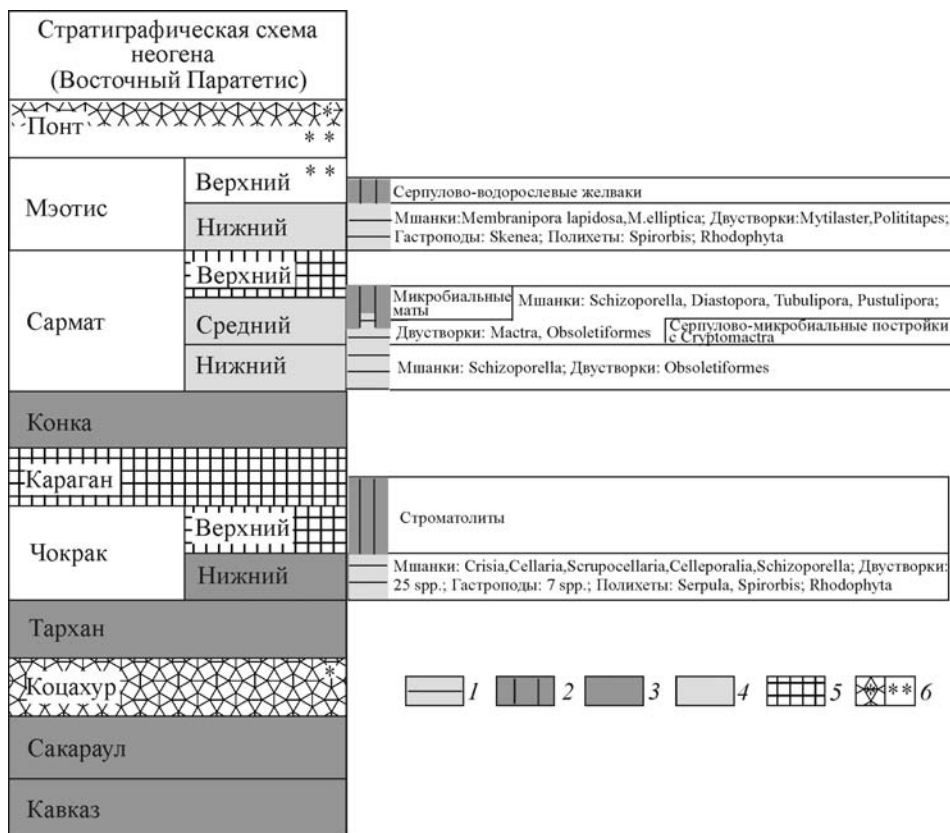 Стратиграфическая схема
неогена
(Восточный Паратетис)
*
Понт
* *
Мэотис
Верхний * *
Серпулово-водорослевые желваки
Нижний
Мшанки:Membranipora lapidosa,M.elliptica; Двустворки:Mytilaster,Polititapes;
Гастроподы: Skenea; Полихеты: Spirorbis; Rhodophyta
Сармат
Верхний
Средний
Микробиальные
маты
Мшанки: Schizoporella, Diastopora, Tubulipora, Pustulipora;
Двустворки: Mactra, Obsoletiformes
Серпулово-микробиальные постройки
с Cryptomactra
Нижний
Мшанки: Schizoporella; Двустворки: Obsoletiformes
Конка
Караган
Чокрак
Верхний
Строматолиты
Нижний
Мшанки: Crisia,Cellaria,Scrupocellaria,Celleporalia,Schizoporella; Двустворки:
25 spp.; Гастроподы: 7 spp.; Полихеты: Serpula, Spirorbis; Rhodophyta
Тархан
Коцахур *
Сакараул
Кавказ
1 2 3 4 5 ** 6